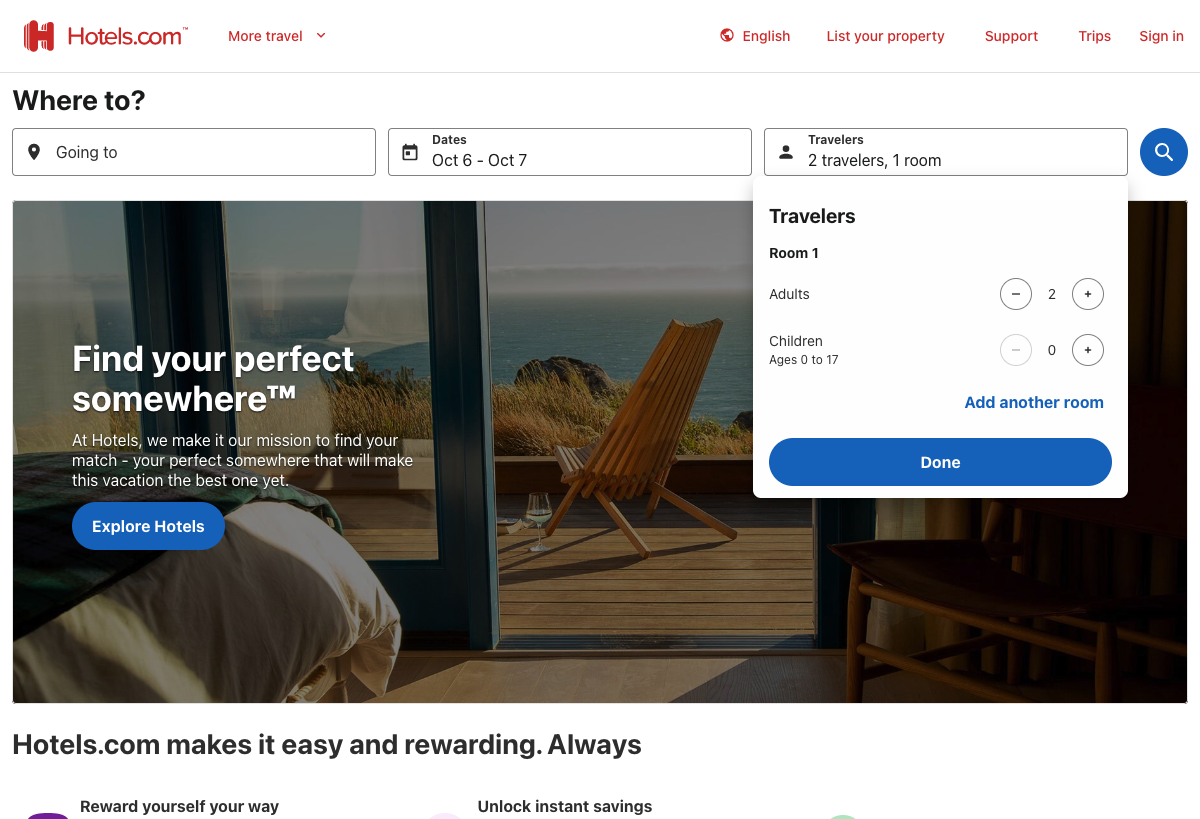 Hotels.com™
More travel
English
List your property
Support
Trips
Sign in
Where to?
Going to
Dates
Oct 6 - Oct 7
Travelers
2 travelers, 1 room
Travelers
Room 1
Adults
2
Children
Ages 0 to 17
0
Add another room
Done
Find your perfect
somewhere™
At Hotels, we make it our mission to find your
match - your perfect somewhere that will make
this vacation the best one yet.
Explore Hotels
Hotels.com makes it easy and rewarding. Always
Reward yourself your way
Unlock instant savings